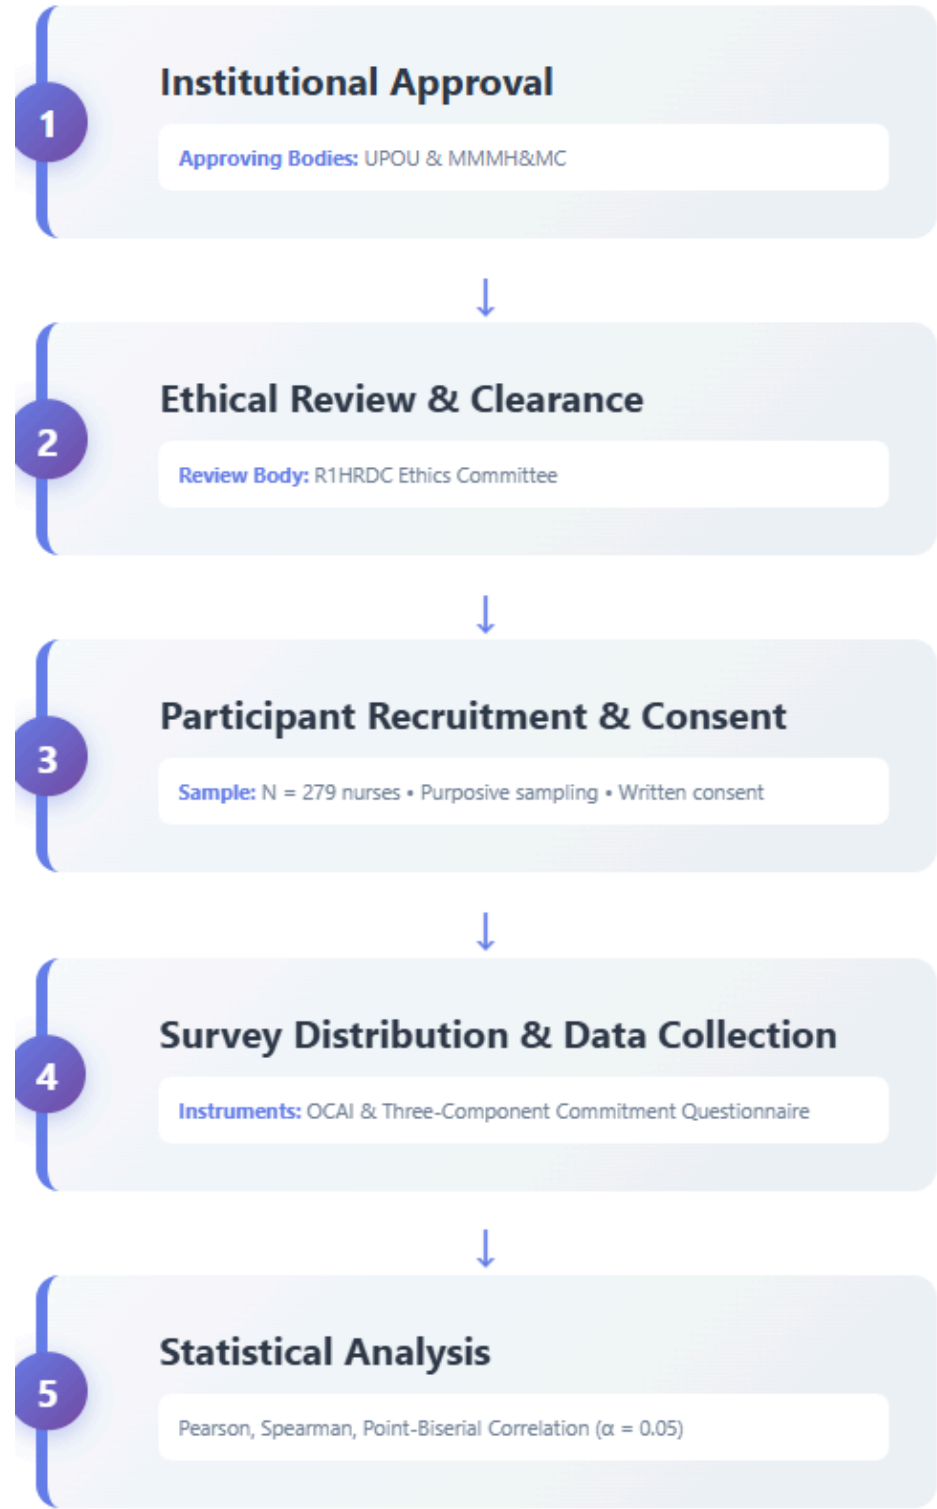 1
Institutional Approval
Approving Bodies: UPOU & MMMH&MC
↓
2
Ethical Review & Clearance
Review Body: R1HRDC Ethics Committee
↓
3
Participant Recruitment & Consent
Sample: N = 279 nurses • Purposive sampling • Written consent
↓
4
Survey Distribution & Data Collection
Instruments: OCAI & Three-Component Commitment Questionnaire
↓
5
Statistical Analysis
Pearson, Spearman, Point-Biserial Correlation (α = 0.05)